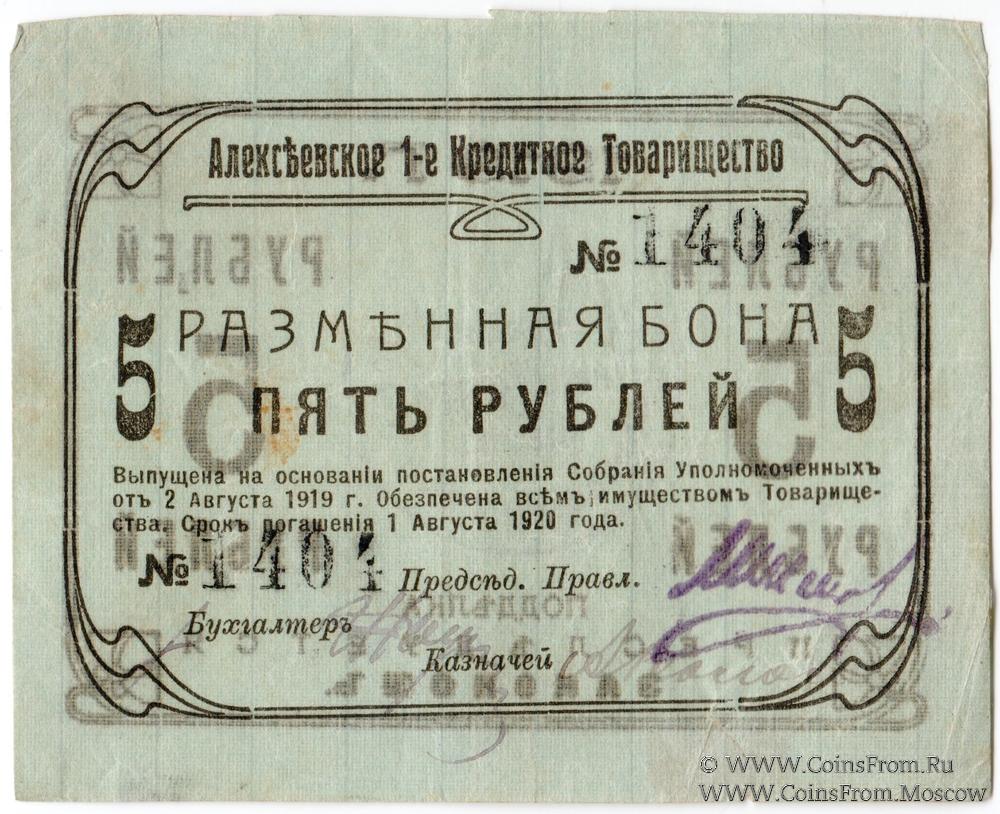 Алексѣевское 1-е Кредитное Товарищество
№ 1404
РАЗМѢННАЯ БОНА
5 ПЯТЬ РУБЛЕЙ 5
Выпущена на основаніи постановленія Собранія Уполномоченныхъ
отъ 2 Августа 1919 г. Обезпечена всѣмъ имуществомъ Товарище-
ства. Срокъ погашенія 1 Августа 1920 года.
№ 1404 Предсѣд. Правл.
Бухгалтеръ
Казначей
© WWW.CoinsFrom.Ru
WWW.CoinsFrom.Moscow